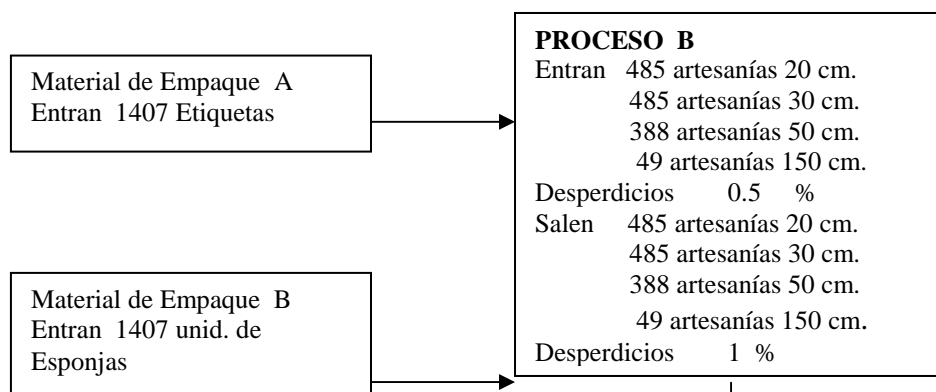 Material de Empaque A
Entran 1407 Etiquetas
Material de Empaque B
Entran 1407 unid. de
Esponjas
PROCESO B
Entran 485 artesanías 20 cm.
485 artesanías 30 cm.
388 artesanías 50 cm.
49 artesanías 150 cm.
Desperdicios 0.5 %
Salen 485 artesanías 20 cm.
485 artesanías 30 cm.
388 artesanías 50 cm.
49 artesanías 150 cm.
Desperdicios 1 %